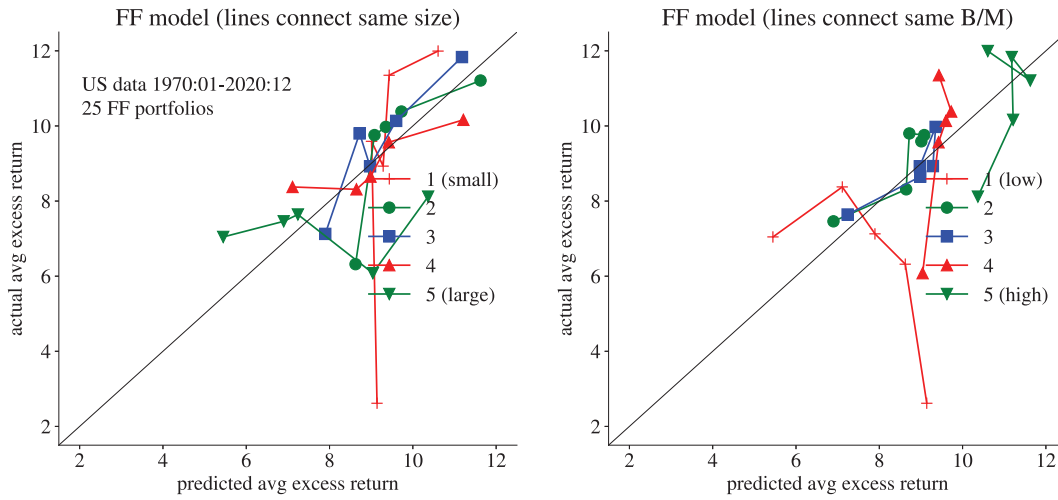 FF model (lines connect same size)
US data 1970:01-2020:12
25 FF portfolios
12
10
8
6
4
2
actual avg excess return
1 (small)
2
3
4
5 (large)
2
4
6
8
10
12
predicted avg excess return
FF model (lines connect same B/M)
12
10
8
6
4
2
actual avg excess return
1 (low)
2
3
4
5 (high)
2
4
6
8
10
12
predicted avg excess return